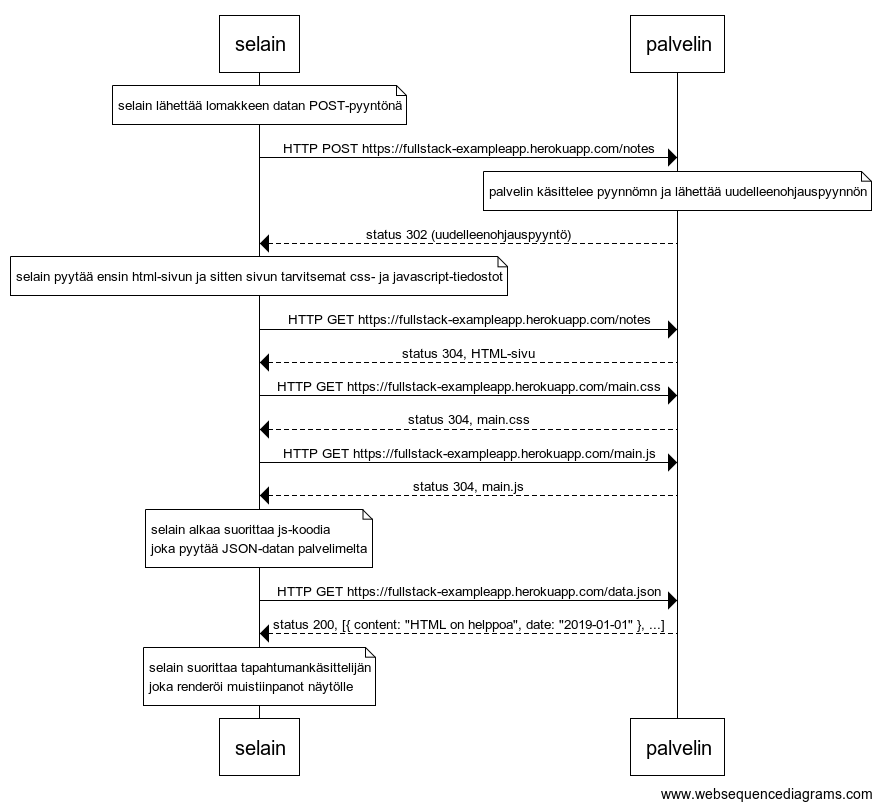 selain
palvelin
selain lähettää lomakkeen datan POST-pyyntönä
HTTP POST https://fullstack-exampleapp.herokuapp.com/notes
palvelin käsittelee pyynnömn ja lähettää uudelleenohjauspyynnön
status 302 (uudelleenohjauspyyntö)
selain pyytää ensin html-sivun ja sitten sivun tarvitsemat css- ja javascript-tiedostot
HTTP GET https://fullstack-exampleapp.herokuapp.com/notes
status 304, HTML-sivu
HTTP GET https://fullstack-exampleapp.herokuapp.com/main.css
status 304, main.css
HTTP GET https://fullstack-exampleapp.herokuapp.com/main.js
status 304, main.js
selain alkaa suorittaa js-koodia
joka pyytää JSON-datan palvelimelta
HTTP GET https://fullstack-exampleapp.herokuapp.com/data.json
status 200, [{ content: "HTML on helppoa", date: "2019-01-01" }, ...]
selain suorittaa tapahtumankäsittelijän
joka renderöi muistiinpanot näytölle
selain
palvelin
www.websequencediagrams.com